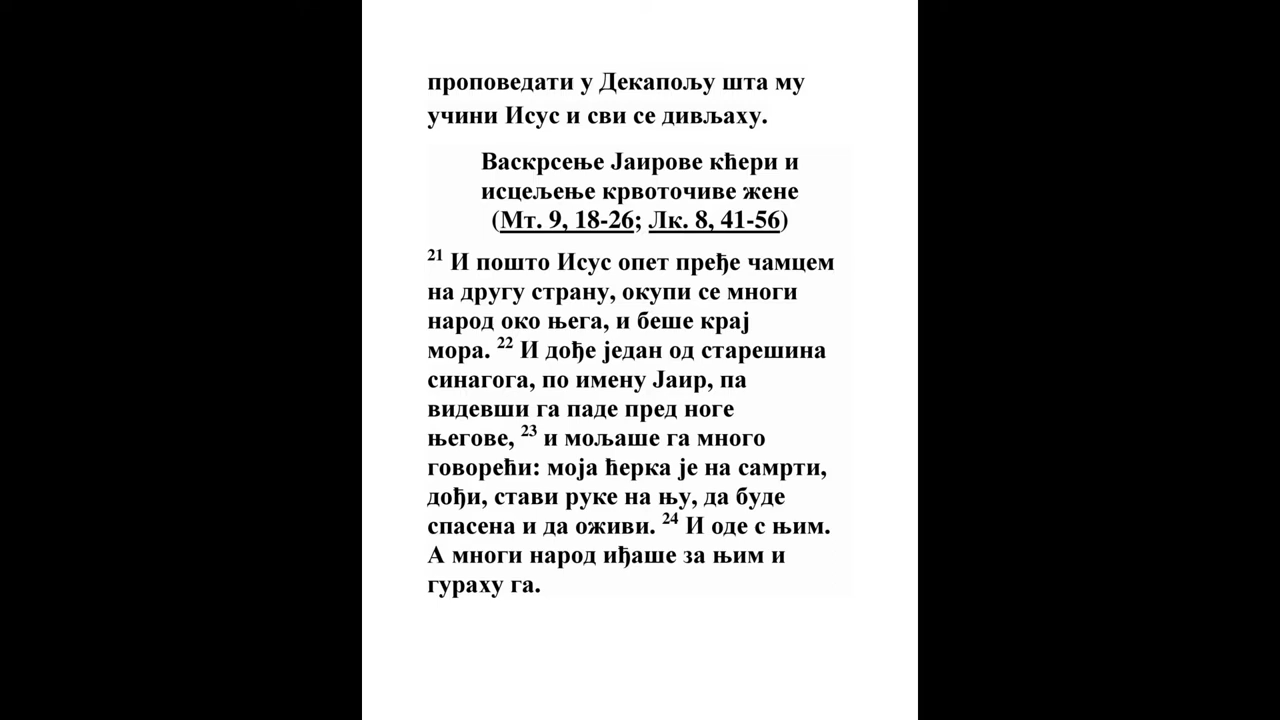 проповедати у Декапољу шта му
учини Исус и сви се дивљаху.
Васкрсење Јаирове кћери и
исцељење крвоточиве жене
(Мт. 9, 18-26; Лк. 8, 41-56)
21 И пошто Исус опет пређе чамцем
на другу страну, окупи се многи
народ око њега, и беше крај
мора. 22 И дође један од старешина
синагога, по имену Јаир, па
видевши га паде пред ноге
његове, 23 и мољаше га много
говорећи: моја ћерка је на самрти,
дођи, стави руке на њу, да буде
спасена и да оживи. 24 И оде с њим.
А многи народ иђаше за њим и
гураху га.